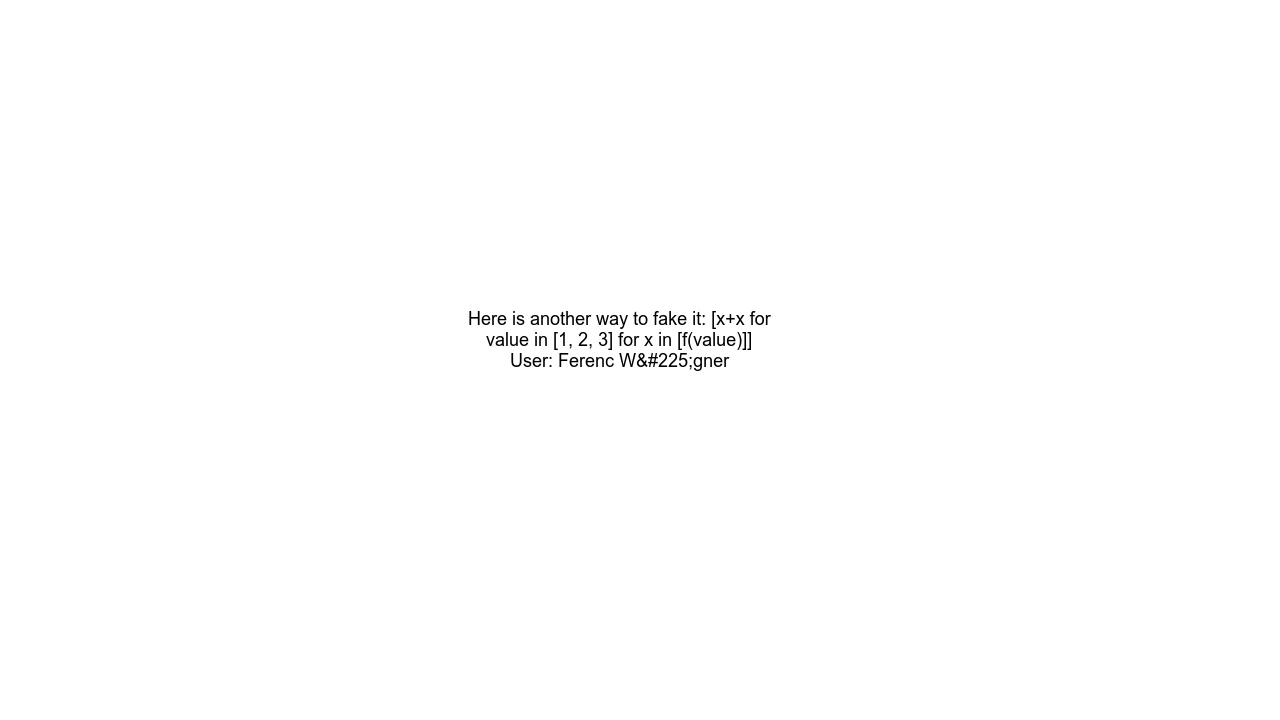 Here is another way to fake it: [x+x for
value in [1, 2, 3] for x in [f(value)]]
User: Ferenc W&#225;gner